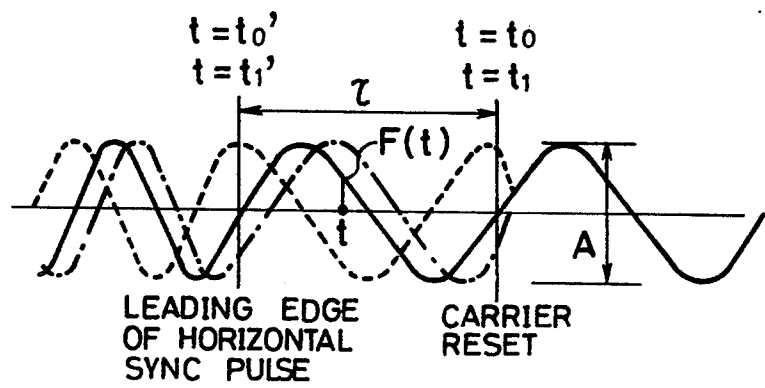 t=t0' t=t0
t=t1' t=t1
τ
F(t)
t
A
LEADING EDGE
OF HORIZONTAL
SYNC PULSE
CARRIER
RESET